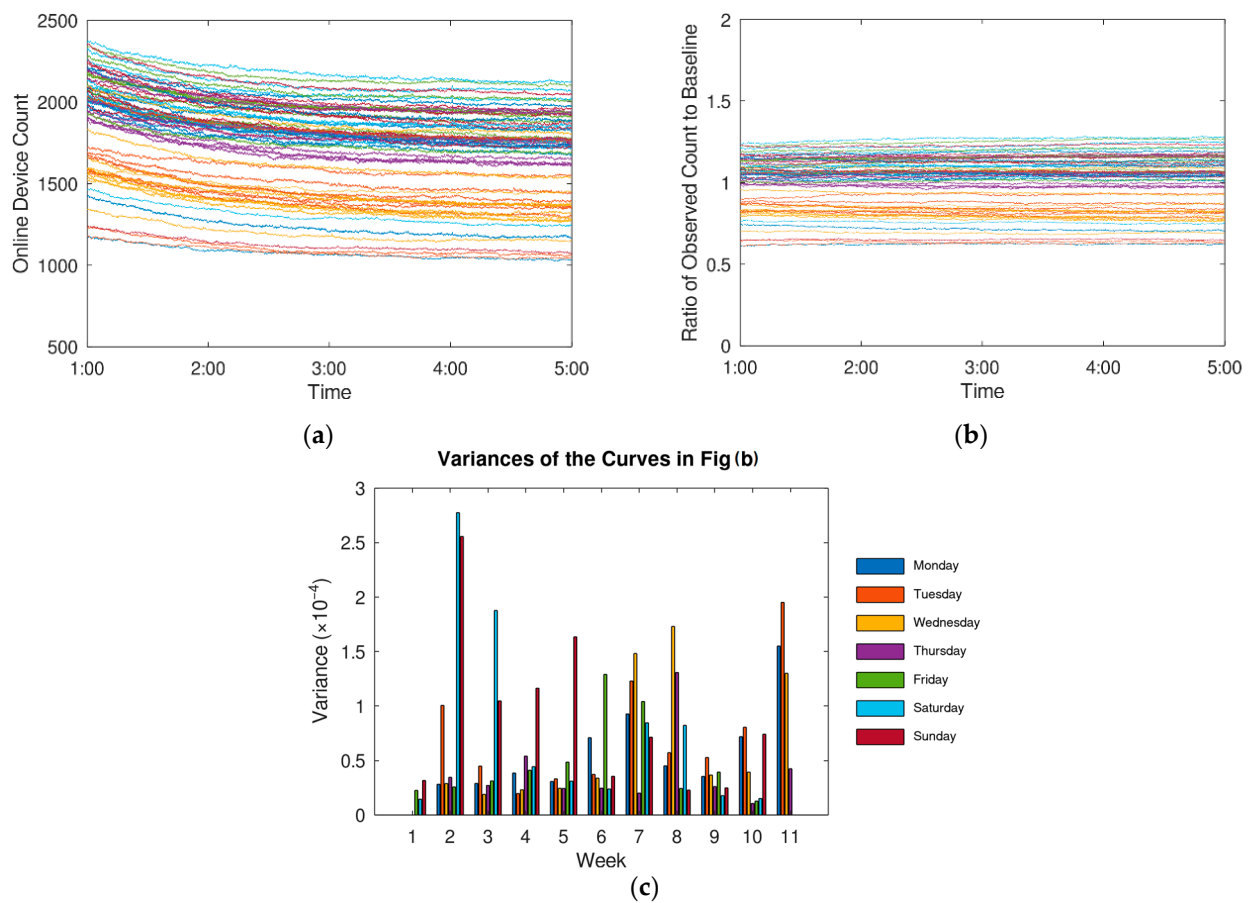 2500
2000
1500
1000
500
Online Device Count
1:00 2:00 3:00 4:00 5:00
Time
(a)
2
1.5
1
0.5
0
Ratio of Observed Count to Baseline
1:00 2:00 3:00 4:00 5:00
Time
(b)
Variances of the Curves in Fig (b)
3
2.5
2
1.5
1
0.5
0
Variance (×10⁻⁴)
1 2 3 4 5 6 7 8 9 10 11
Week
Monday
Tuesday
Wednesday
Thursday
Friday
Saturday
Sunday
(c)